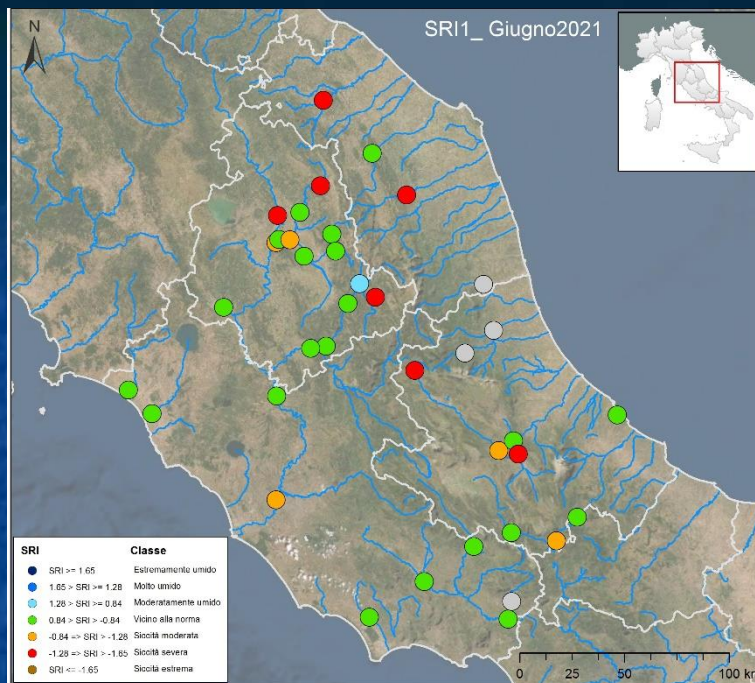 SRI1_ Giugno2021
N
SRI Classe
SRI >= 1.65 Estremamente umido
1.65 > SRI >= 1.28 Molto umido
1.28 > SRI >= 0.84 Moderatamente umido
0.84 > SRI > -0.84 Vicino alla norma
-0.84 => SRI > -1.28 Siccità moderata
-1.28 => SRI > -1.65 Siccità severa
SRI <= -1.65 Siccità estrema
0 25 50 100 km